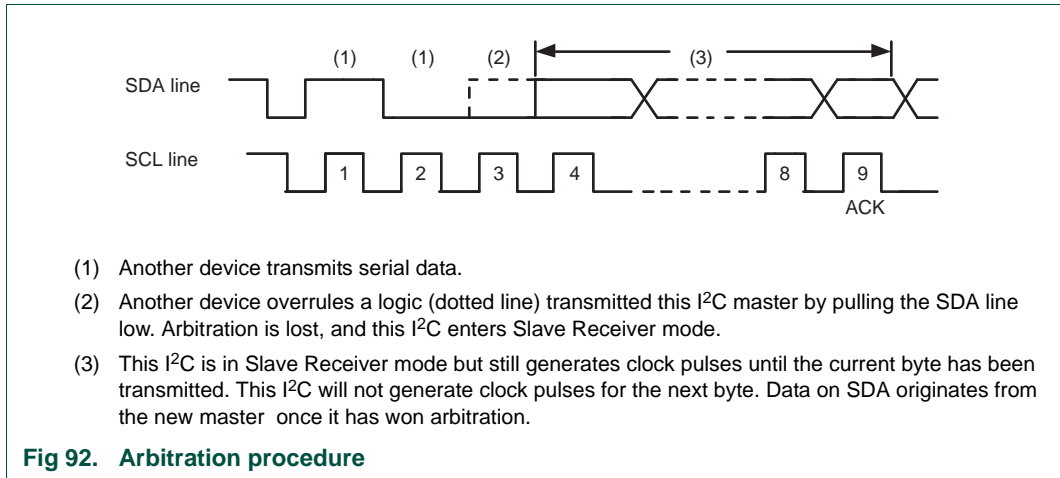 (1) (1) (2) (3)
SDA line
SCL line
1 2 3 4 8 9
ACK
(1) Another device transmits serial data.
(2) Another device overrules a logic (dotted line) transmitted this I2C master by pulling the SDA line
low. Arbitration is lost, and this I2C enters Slave Receiver mode.
(3) This I2C is in Slave Receiver mode but still generates clock pulses until the current byte has been
transmitted. This I2C will not generate clock pulses for the next byte. Data on SDA originates from
the new master once it has won arbitration.
Fig 92. Arbitration procedure